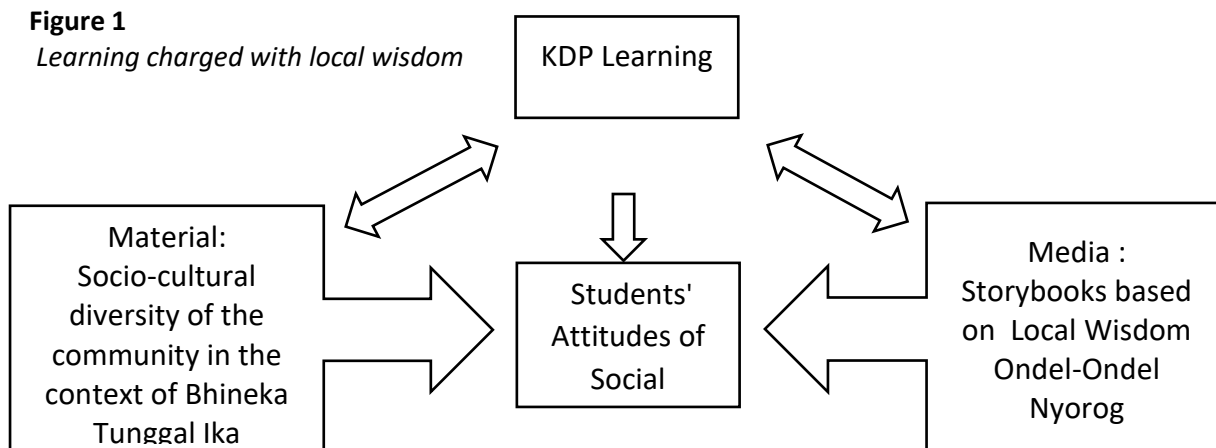 Figure 1
Learning charged with local wisdom
KDP Learning
Material:
Socio-cultural
diversity of the
community in the
context of Bhineka
Tunggal Ika
Students'
Attitudes of
Social
Media :
Storybooks based
on Local Wisdom
Ondel-Ondel
Nyorog